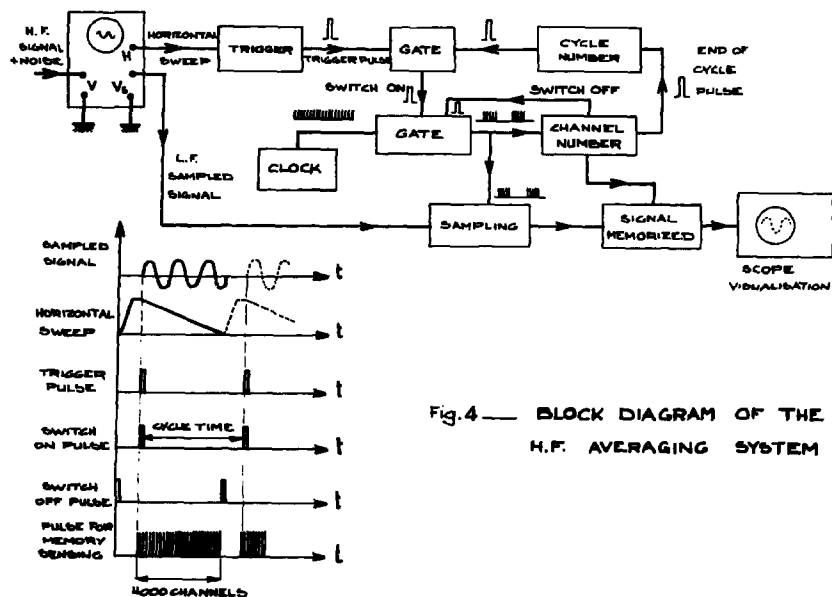 H.F.
SIGNAL
+NOISE
H
V
Vs
HORIZONTAL
SWEEP
TRIGGER
TRIGGER PULSE
GATE
CYCLE
NUMBER
END OF
CYCLE
PULSE
SWITCH ON
SWITCH OFF
GATE
CHANNEL
NUMBER
CLOCK
L.F.
SAMPLED
SIGNAL
SAMPLING
SIGNAL
MEMORIZED
SCOPE
VISUALISATION
SAMPLED
SIGNAL
t
HORIZONTAL
SWEEP
t
TRIGGER
PULSE
t
SWITCH
ON PULSE
CYCLE TIME
t
SWITCH
OFF PULSE
t
PULSE FOR
MEMORY
SENSING
t
4000 CHANNELS
Fig.4 — BLOCK DIAGRAM OF THE
H.F. AVERAGING SYSTEM